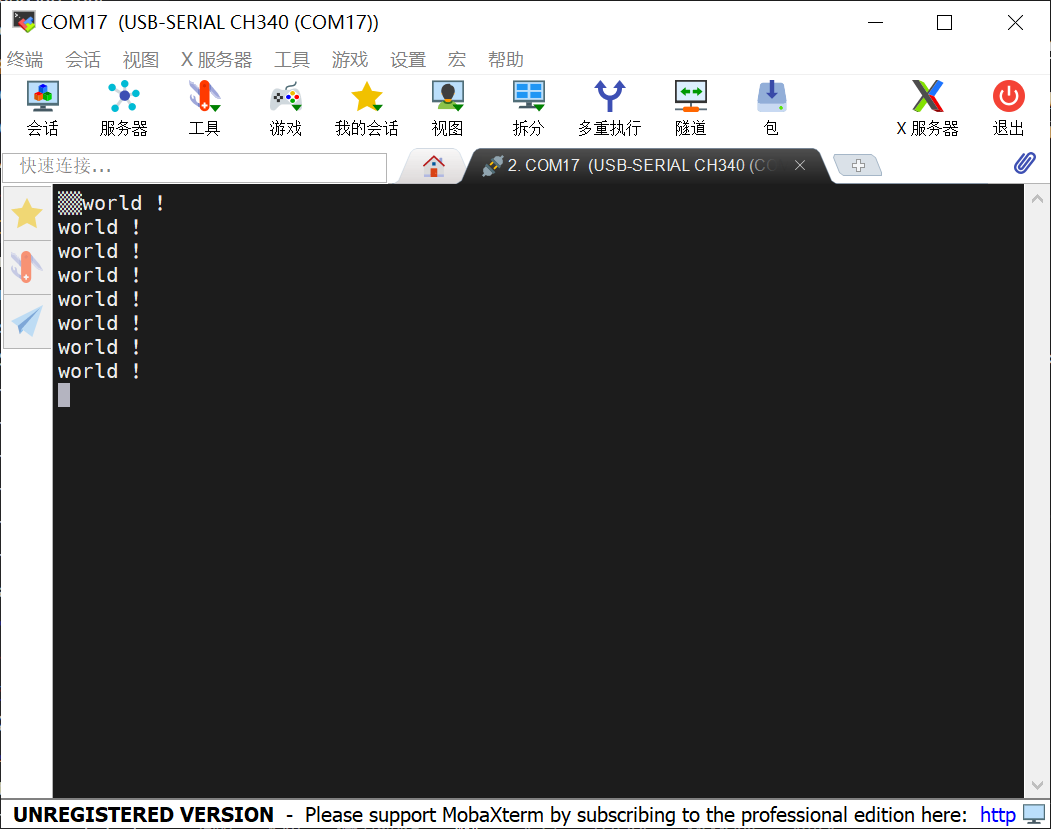 COM17  (USB-SERIAL CH340 (COM17))
终端 会话 视图 X 服务器 工具 游戏 设置 宏 帮助
会话 服务器 工具 游戏 我的会话 视图 拆分 多重执行 隧道 包 X 服务器 退出
快速连接...
2. COM17  (USB-SERIAL CH340 (CO
▒▒world !
world !
world !
world !
world !
world !
world !
world !
UNREGISTERED VERSION  -  Please support MobaXterm by subscribing to the professional edition here:  http